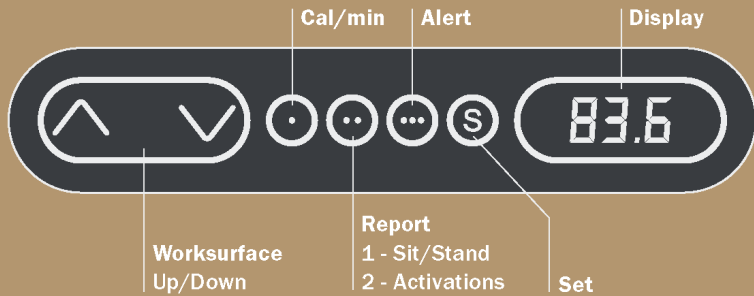 Cal/min
Alert
Display
S
83.6
Worksurface
Up/Down
Report
1 - Sit/Stand
2 - Activations
Set